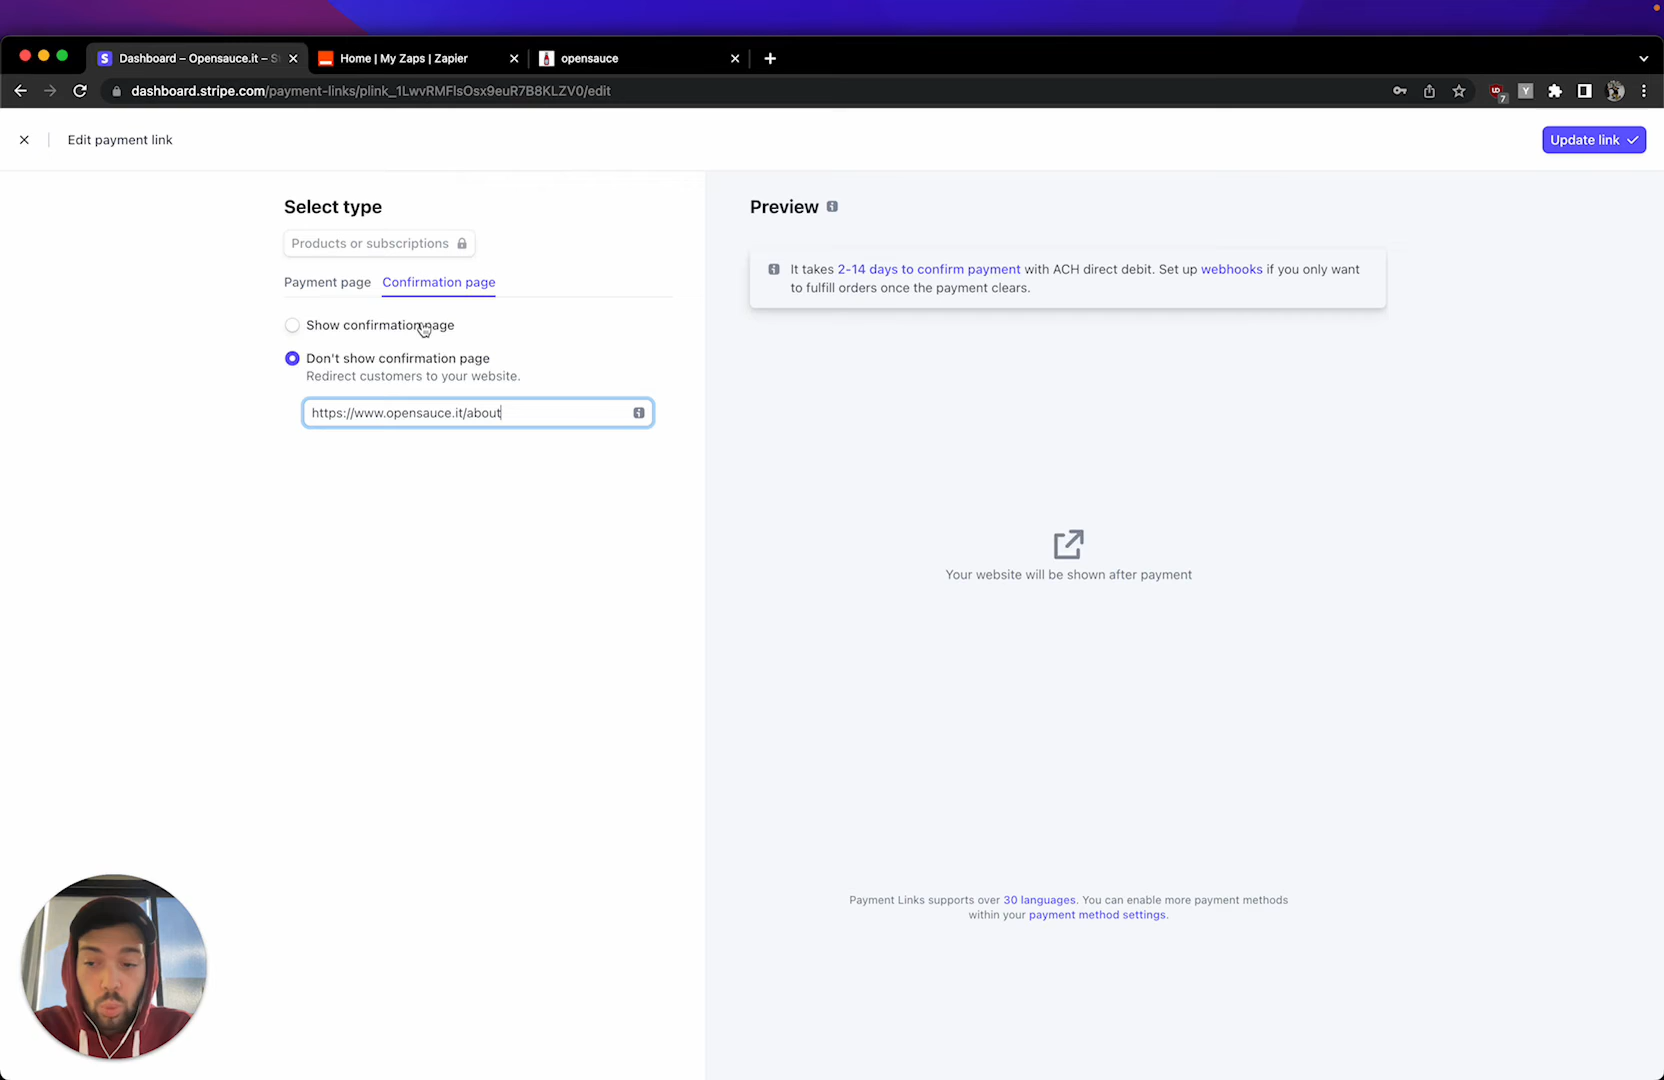 Dashboard – Opensauce.it – S
Home | My Zaps | Zapier
opensauce
dashboard.stripe.com/payment-links/plink_1LwvRMFlsOsx9euR7B8KLZV0/edit
7
Y
Edit payment link
Update link
Select type
Products or subscriptions
Payment page
Confirmation page
Show confirmation page
Don't show confirmation page
Redirect customers to your website.
https://www.opensauce.it/about
Preview
It takes 2-14 days to confirm payment with ACH direct debit. Set up webhooks if you only want
to fulfill orders once the payment clears.
Your website will be shown after payment
Payment Links supports over 30 languages. You can enable more payment methods
within your payment method settings.